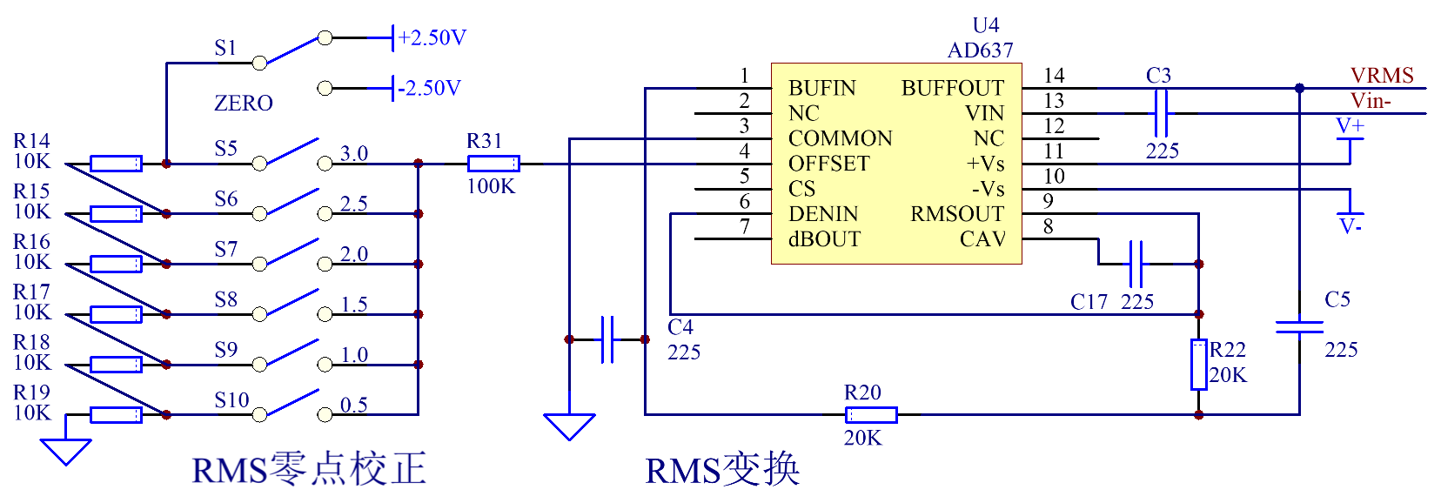 S1
+2.50V
-2.50V
ZERO
R14
10K
S5
3.0
R15
10K
S6
2.5
R16
10K
S7
2.0
R17
10K
S8
1.5
R18
10K
S9
1.0
R19
10K
S10
0.5
R31
100K
RMS零点校正
U4
AD637
1
BUFIN
2
NC
3
COMMON
4
OFFSET
5
CS
6
DENIN
7
dBOUT
14
BUFFOUT
13
VIN
12
NC
11
+Vs
10
-Vs
9
RMSOUT
8
CAV
C3
225
VRMS
Vin-
V+
V-
C17
225
C4
225
C5
225
R22
20K
R20
20K
RMS变换